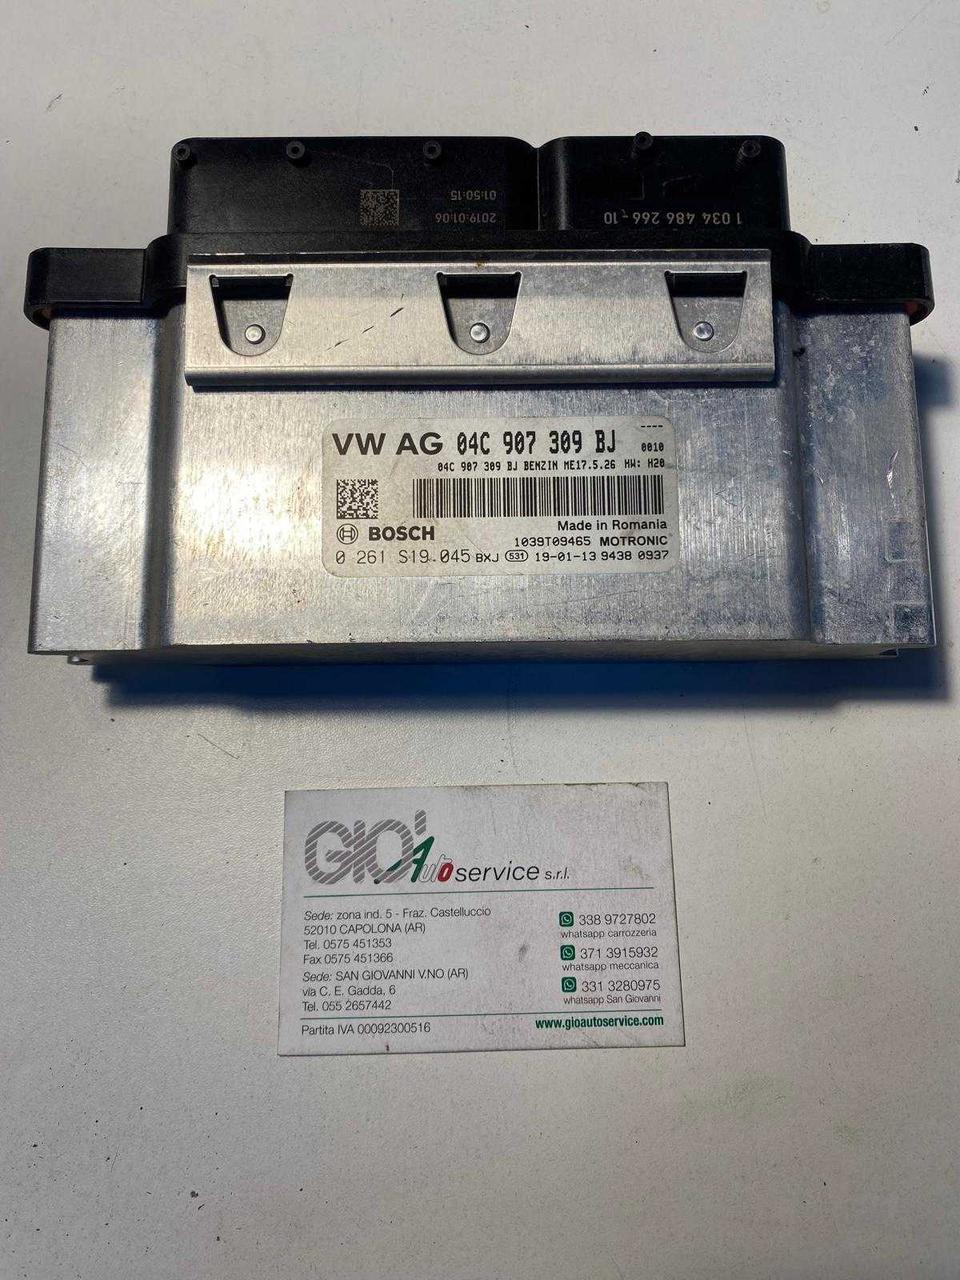 01:50:15
2019:01:06
1 034 486 266-10
VW AG 04C 907 309 BJ
----
0010
04C 907 309 BJ BENZIN ME17.5.26 HW: H20
BOSCH
Made in Romania
1039T09465 MOTRONIC
0 261 S19.045 BXJ 531 19-01-13 9438 0937
GIO' Auto service s.r.l.
Sede: zona ind. 5 - Fraz. Castelluccio
52010 CAPOLONA (AR)
Tel. 0575 451353
Fax 0575 451366
Sede: SAN GIOVANNI V.NO (AR)
via C. E. Gadda, 6
Tel. 055 2657442
Partita IVA 00092300516
338 9727802
whatsapp carrozzeria
371 3915932
whatsapp meccanica
331 3280975
whatsapp San Giovanni
www.gioautoservice.com